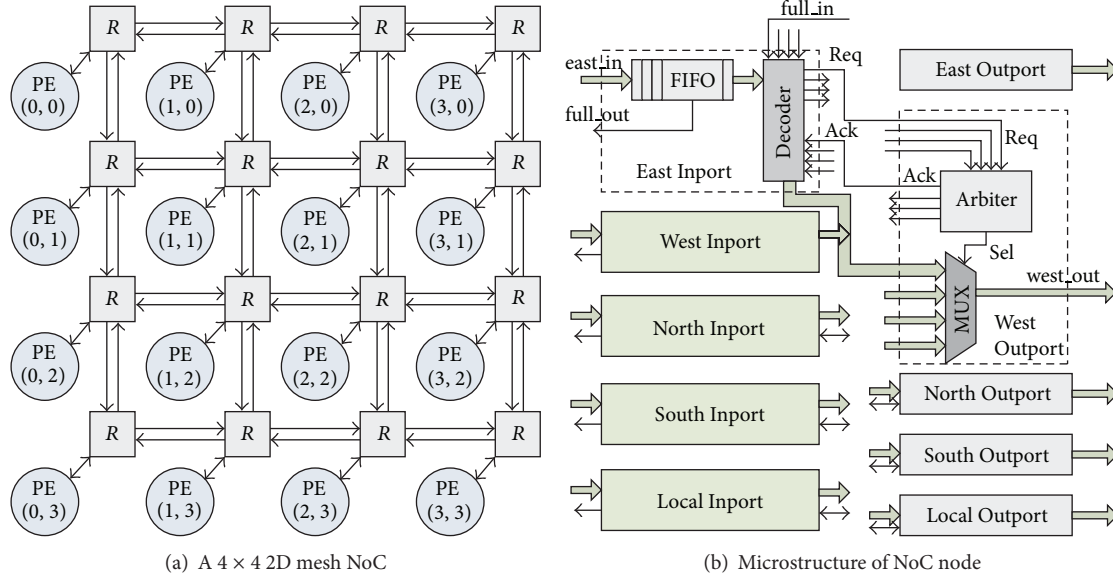 R R R R
PE
(0, 0)
PE
(1, 0)
PE
(2, 0)
PE
(3, 0)
R R R R
PE
(0, 1)
PE
(1, 1)
PE
(2, 1)
PE
(3, 1)
R R R R
PE
(0, 2)
PE
(1, 2)
PE
(2, 2)
PE
(3, 2)
R R R R
PE
(0, 3)
PE
(1, 3)
PE
(2, 3)
PE
(3, 3)
(a) A 4 × 4 2D mesh NoC
full_in
east_in
FIFO
full_out
Decoder
Req
Ack
East Inport
West Inport
North Inport
South Inport
Local Inport
East Outport
Req
Ack
Arbiter
Sel
MUX
west_out
West
Outport
North Outport
South Outport
Local Outport
(b) Microstructure of NoC node